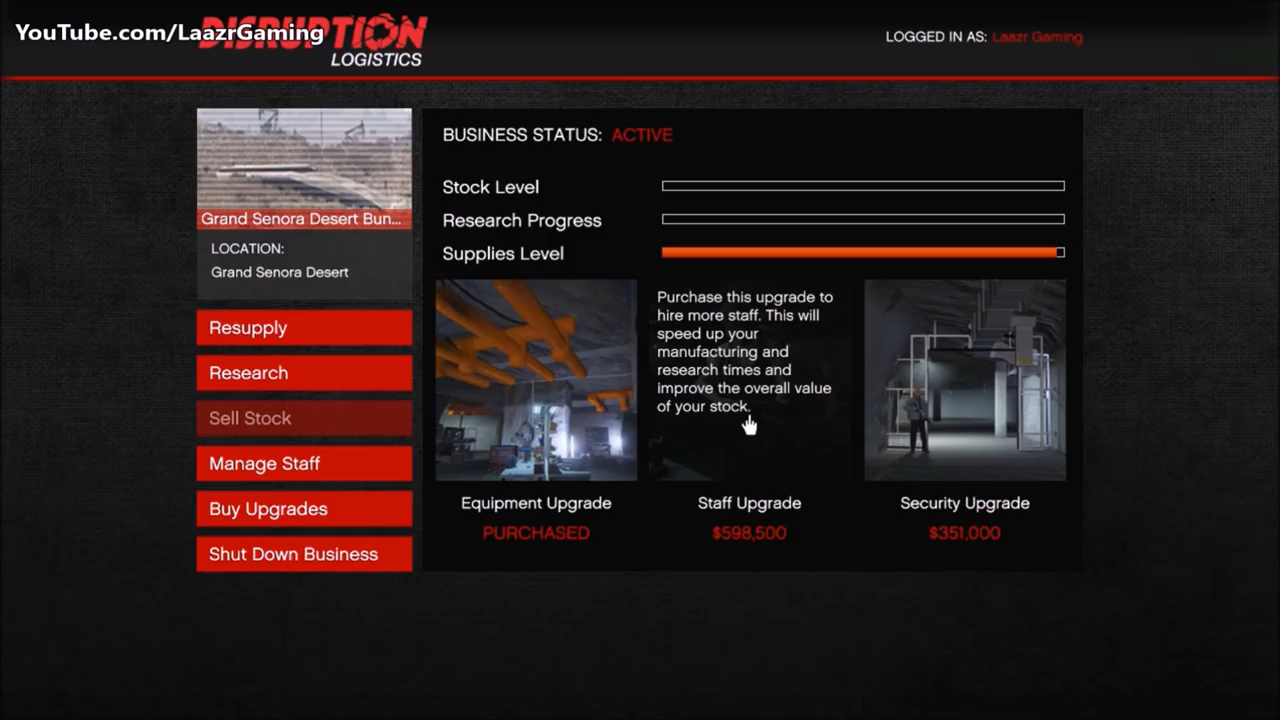 YouTube.com/LaazrGaming
DISRUPTION
LOGISTICS
LOGGED IN AS: Laazr Gaming
Grand Senora Desert Bun...
LOCATION:
Grand Senora Desert
Resupply
Research
Sell Stock
Manage Staff
Buy Upgrades
Shut Down Business
BUSINESS STATUS: ACTIVE
Stock Level
Research Progress
Supplies Level
Purchase this upgrade to
hire more staff. This will
speed up your
manufacturing and
research times and
improve the overall value
of your stock.
Equipment Upgrade
PURCHASED
Staff Upgrade
$598,500
Security Upgrade
$351,000